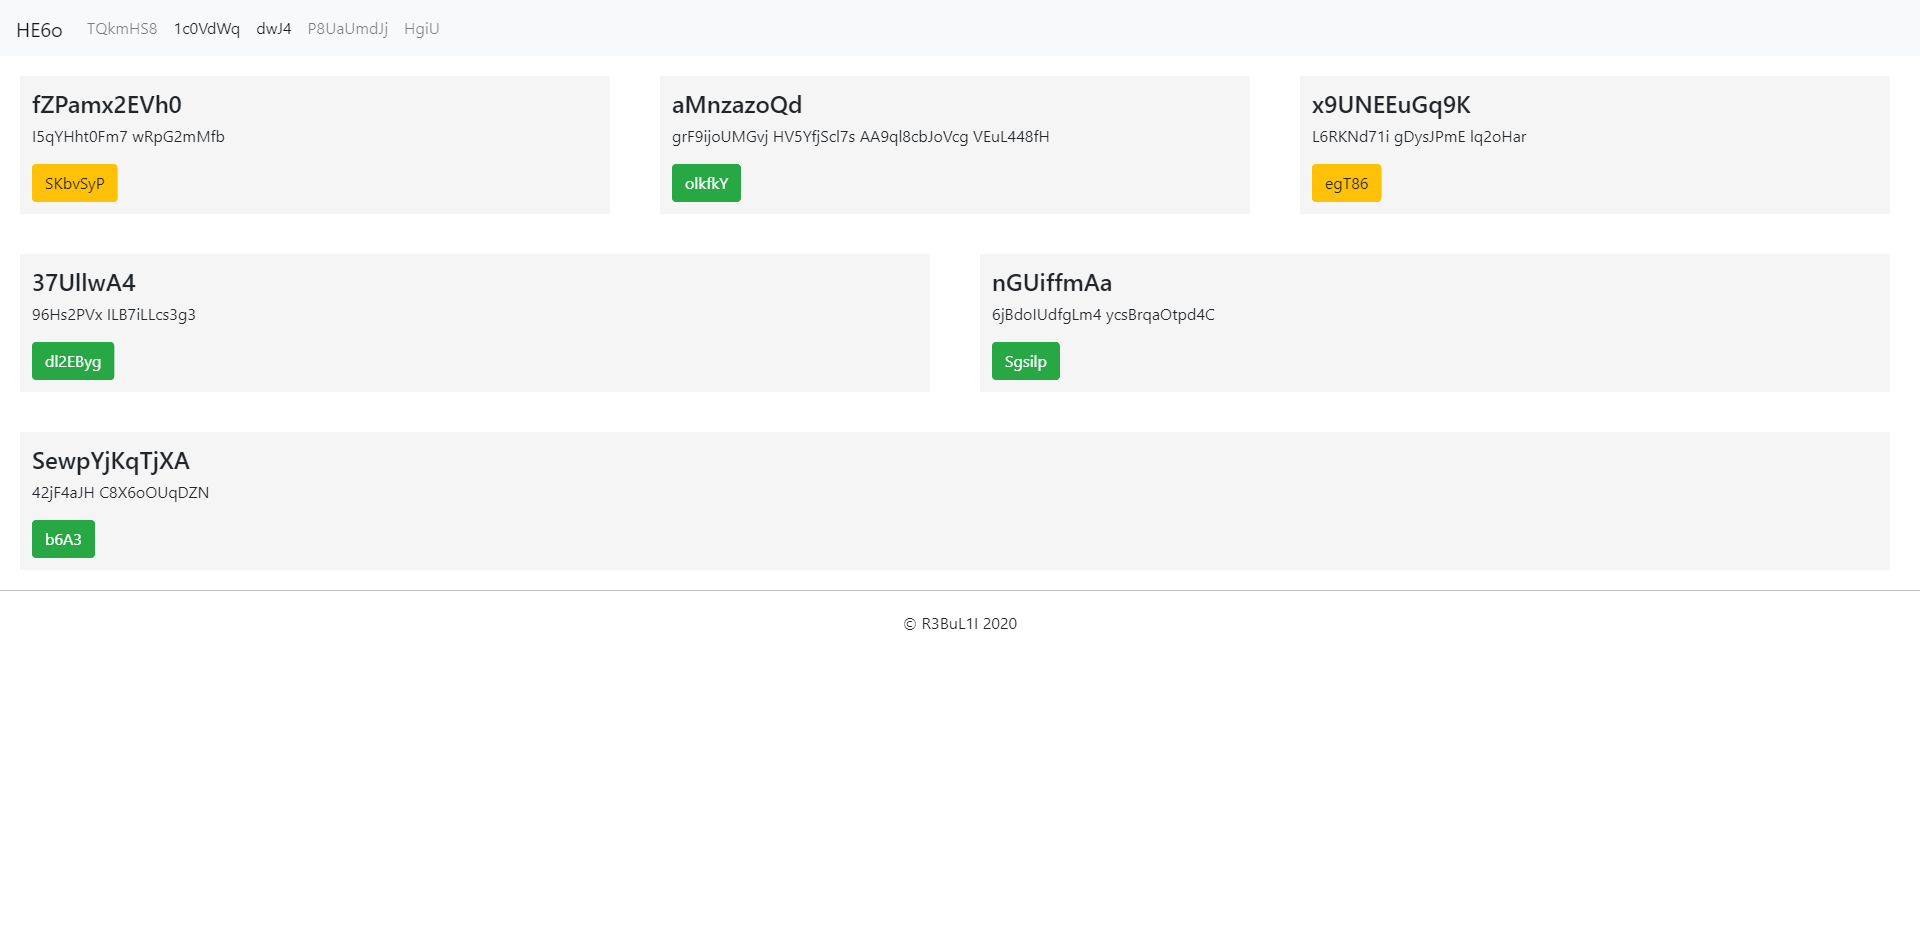 HE6o TQkmHS8 1c0VdWq dwJ4 P8UaUmdJj HgiU
fZPamx2EVh0
I5qYHht0Fm7 wRpG2mMfb
SKbvSyP
aMnzazoQd
grF9ijoUMGvj HV5YfjScl7s AA9ql8cbJoVcg VEuL448fH
olkfkY
x9UNEEuGq9K
L6RKNd71i gDysJPmE lq2oHar
egT86
37UllwA4
96Hs2PVx ILB7iLLcs3g3
dl2EByg
nGUiffmAa
6jBdoIUdfgLm4 ycsBrqaOtpd4C
Sgsilp
SewpYjKqTjXA
42jF4aJH C8X6oOUqDZN
b6A3
© R3BuL1I 2020